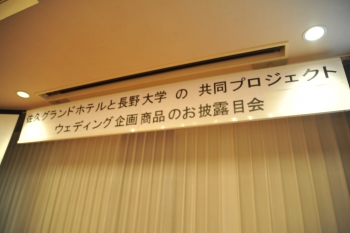 佐久グランドホテルと長野大学 の 共同プロジェクト
ウェディング企画商品のお披露目会